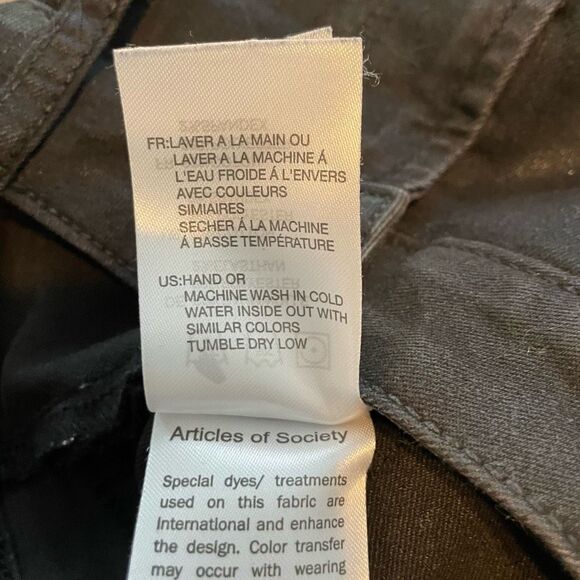 FR:LAVER A LA MAIN OU
LAVER A LA MACHINE Á
L'EAU FROIDE Á L'ENVERS
AVEC COULEURS
SIMIAIRES
SECHER Á LA MACHINE
Á BASSE TEMPÉRATURE
US:HAND OR
MACHINE WASH IN COLD
WATER INSIDE OUT WITH
SIMILAR COLORS
TUMBLE DRY LOW
Articles of Society
Special dyes/ treatments
used on this fabric are
International and enhance
the design. Color transfer
may occur with wearing